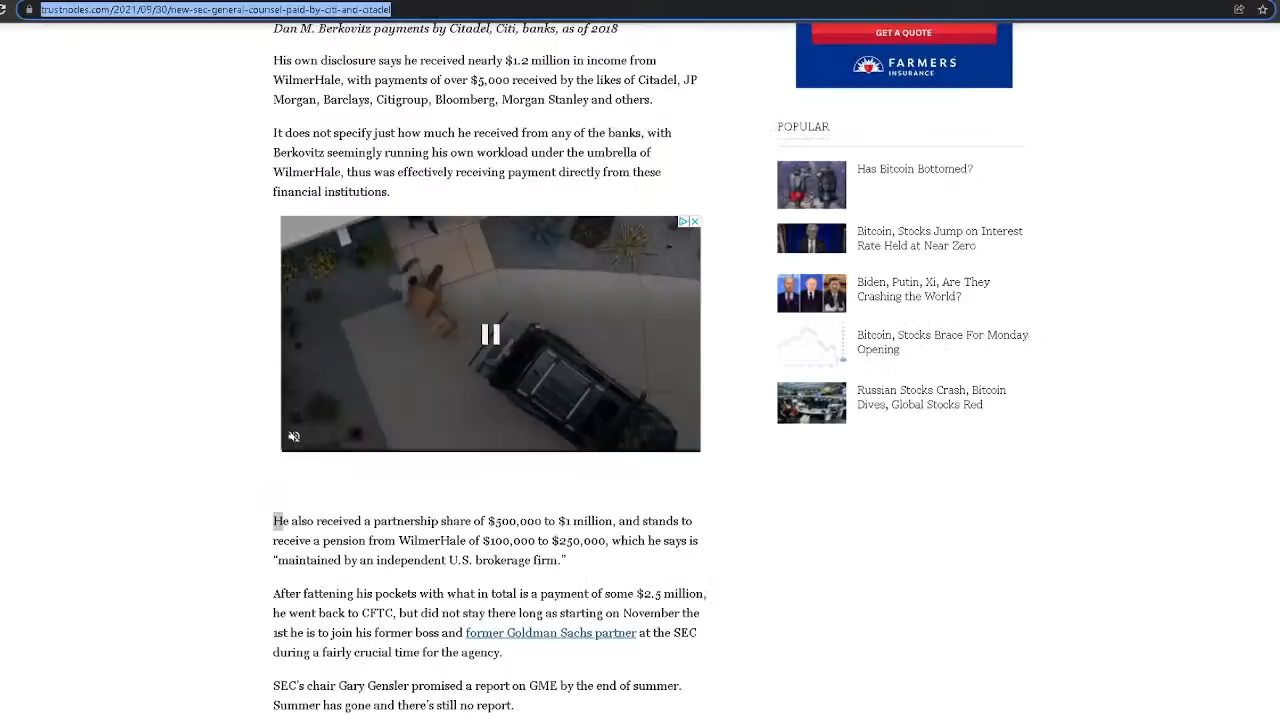 trustnodes.com/2021/09/30/new-sec-general-counsel-paid-by-citi-and-citadel
Dan M. Berkovitz payments by Citadel, Citi, banks, as of 2018
His own disclosure says he received nearly $1.2 million in income from
WilmerHale, with payments of over $5,000 received by the likes of Citadel, JP
Morgan, Barclays, Citigroup, Bloomberg, Morgan Stanley and others.
It does not specify just how much he received from any of the banks, with
Berkovitz seemingly running his own workload under the umbrella of
WilmerHale, thus was effectively receiving payment directly from these
financial institutions.
He also received a partnership share of $500,000 to $1 million, and stands to
receive a pension from WilmerHale of $100,000 to $250,000, which he says is
“maintained by an independent U.S. brokerage firm.”
After fattening his pockets with what in total is a payment of some $2.5 million,
he went back to CFTC, but did not stay there long as starting on November the
1st he is to join his former boss and former Goldman Sachs partner at the SEC
during a fairly crucial time for the agency.
SEC’s chair Gary Gensler promised a report on GME by the end of summer.
Summer has gone and there’s still no report.
GET A QUOTE
FARMERS
INSURANCE
POPULAR
Has Bitcoin Bottomed?
Bitcoin, Stocks Jump on Interest
Rate Held at Near Zero
Biden, Putin, Xi, Are They
Crashing the World?
Bitcoin, Stocks Brace For Monday
Opening
Russian Stocks Crash, Bitcoin
Dives, Global Stocks Red